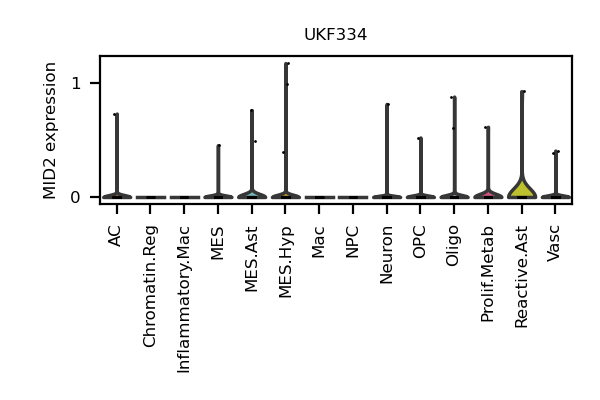 UKF334
MID2 expression
1
0
AC
Chromatin.Reg
Inflammatory.Mac
MES
MES.Ast
MES.Hyp
Mac
NPC
Neuron
OPC
Oligo
Prolif.Metab
Reactive.Ast
Vasc